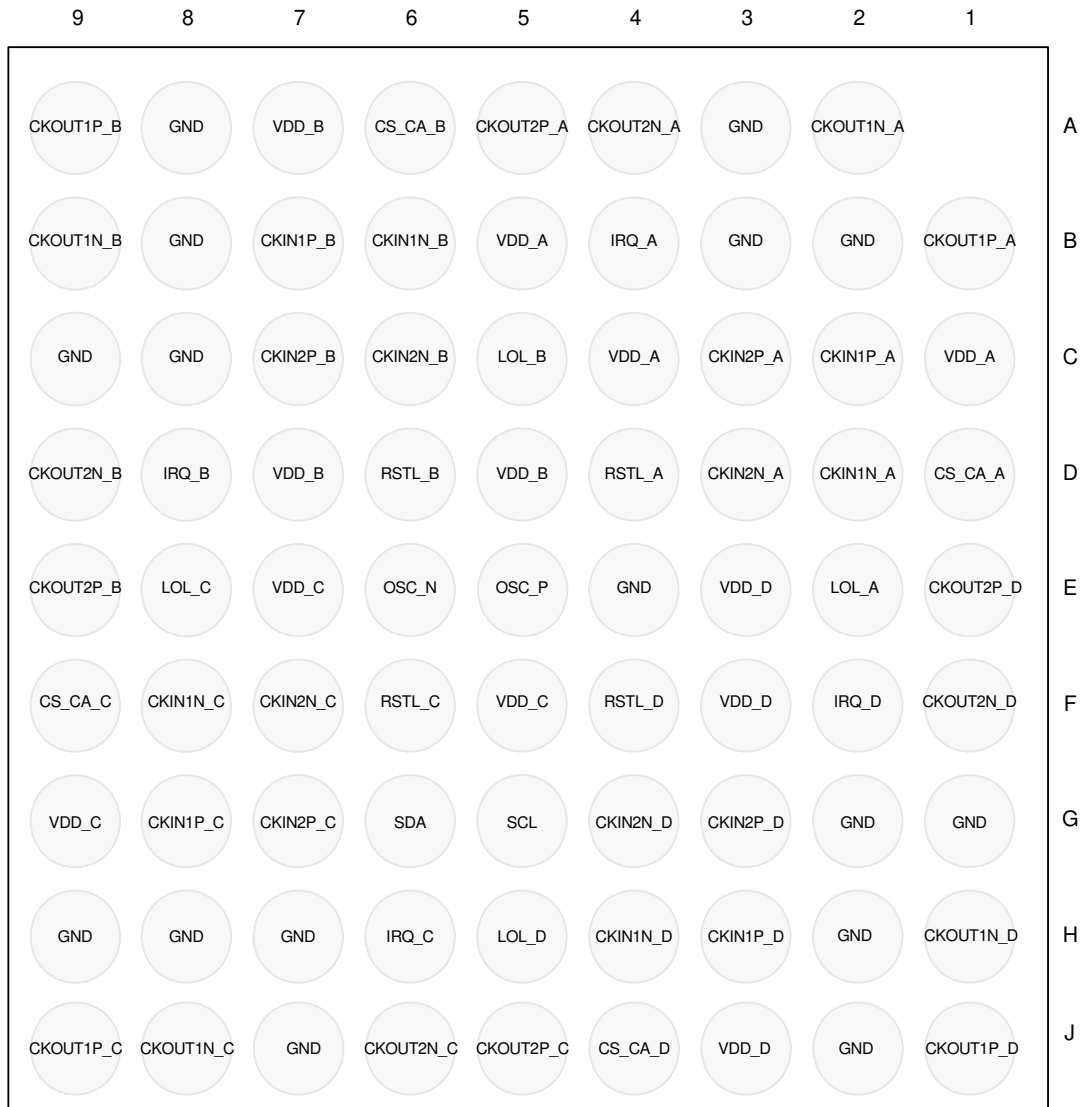 9 8 7 6 5 4 3 2 1
CKOUT1P_B GND VDD_B CS_CA_B CKOUT2P_A CKOUT2N_A GND CKOUT1N_A A
CKOUT1N_B GND CKIN1P_B CKIN1N_B VDD_A IRQ_A GND GND CKOUT1P_A B
GND GND CKIN2P_B CKIN2N_B LOL_B VDD_A CKIN2P_A CKIN1P_A VDD_A C
CKOUT2N_B IRQ_B VDD_B RSTL_B VDD_B RSTL_A CKIN2N_A CKIN1N_A CS_CA_A D
CKOUT2P_B LOL_C VDD_C OSC_N OSC_P GND VDD_D LOL_A CKOUT2P_D E
CS_CA_C CKIN1N_C CKIN2N_C RSTL_C VDD_C RSTL_D VDD_D IRQ_D CKOUT2N_D F
VDD_C CKIN1P_C CKIN2P_C SDA SCL CKIN2N_D CKIN2P_D GND GND G
GND GND GND IRQ_C LOL_D CKIN1N_D CKIN1P_D GND CKOUT1N_D H
CKOUT1P_C CKOUT1N_C GND CKOUT2N_C CKOUT2P_C CS_CA_D VDD_D GND CKOUT1P_D J